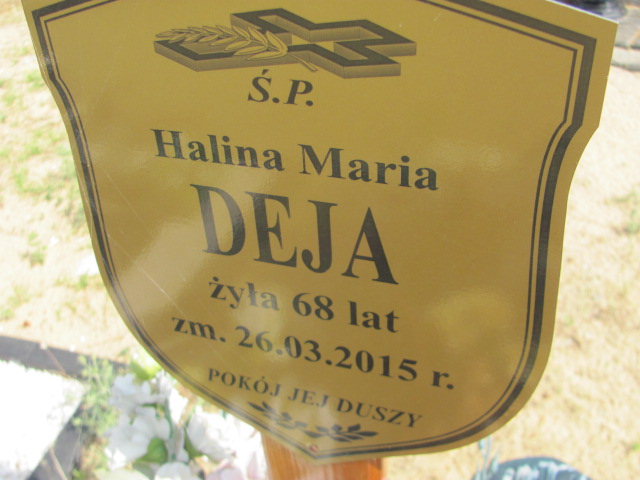 Ś.P.
Halina Maria
DEJA
żyła 68 lat
zm. 26.03.2015 r.
POKÓJ JEJ DUSZY